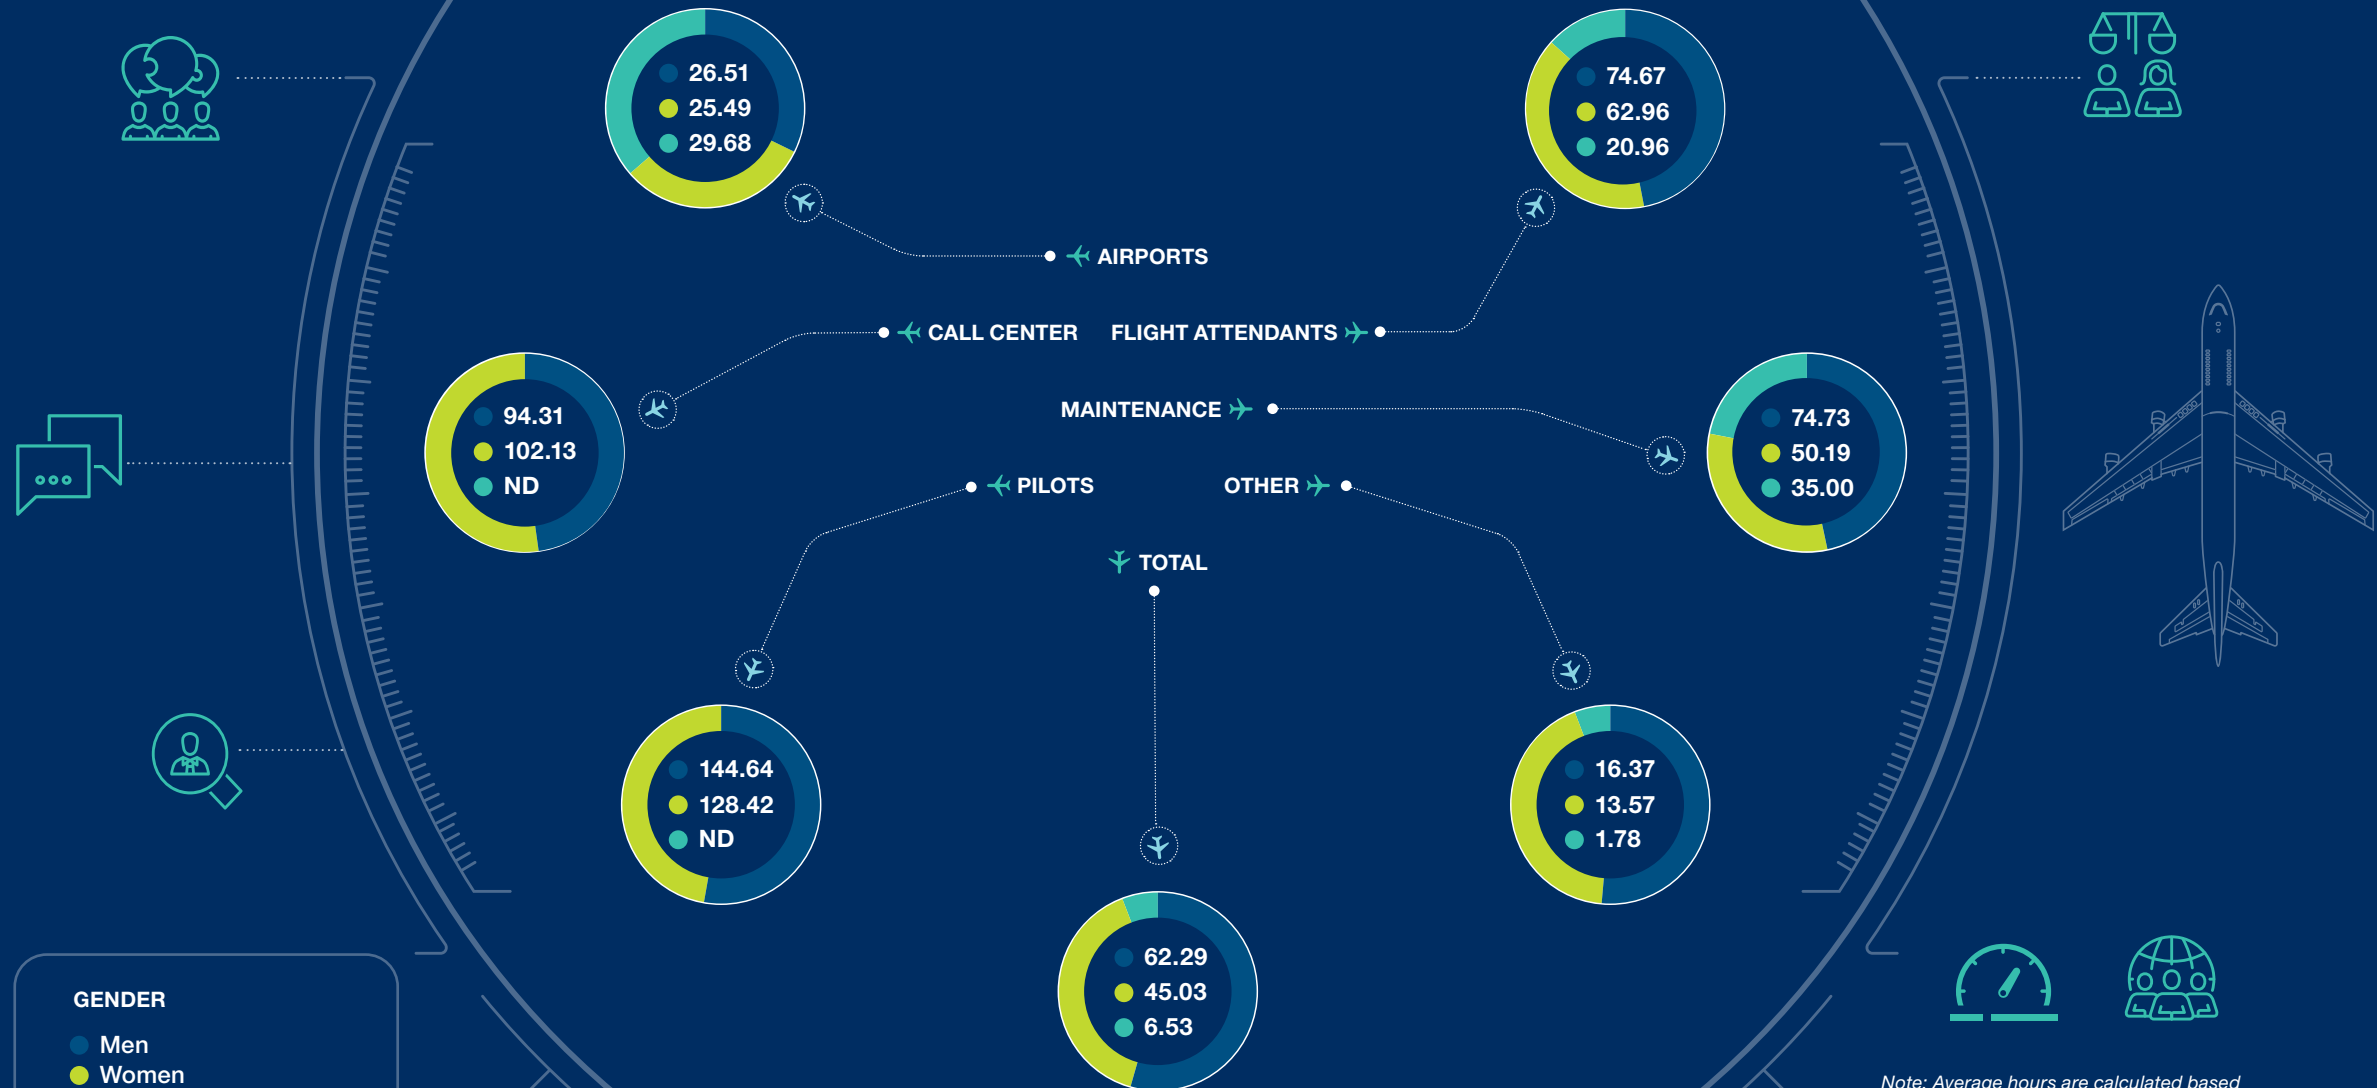 26.51
25.49
29.68
74.67
62.96
20.96
AIRPORTS
CALL CENTER
FLIGHT ATTENDANTS
94.31
102.13
ND
MAINTENANCE
74.73
50.19
35.00
PILOTS
OTHER
TOTAL
144.64
128.42
ND
16.37
13.57
1.78
62.29
45.03
6.53
GENDER
Men
Women
Note: Average hours are calculated based